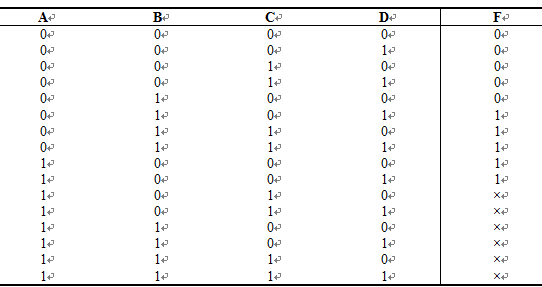 A B C D F
0 0 0 0 0
0 0 0 1 0
0 0 1 0 0
0 0 1 1 0
0 1 0 0 0
0 1 0 1 1
0 1 1 0 1
0 1 1 1 1
1 0 0 0 1
1 0 0 1 1
1 0 1 0 ×
1 0 1 1 ×
1 1 0 0 ×
1 1 0 1 ×
1 1 1 0 ×
1 1 1 1 ×